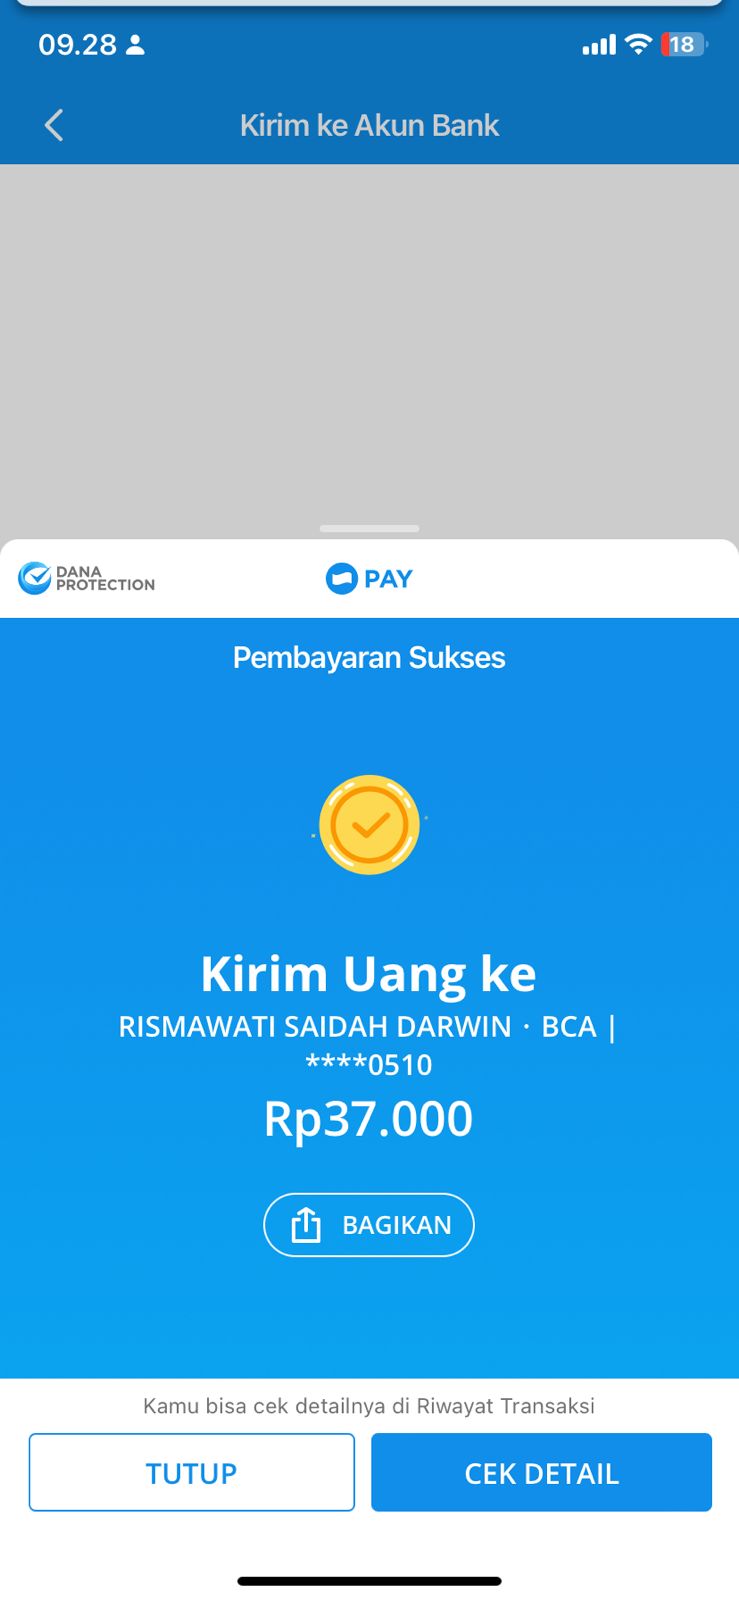 09.28
18
Kirim ke Akun Bank
DANA
PROTECTION
PAY
Pembayaran Sukses
Kirim Uang ke
RISMAWATI SAIDAH DARWIN · BCA |
****0510
Rp37.000
BAGIKAN
Kamu bisa cek detailnya di Riwayat Transaksi
TUTUP
CEK DETAIL